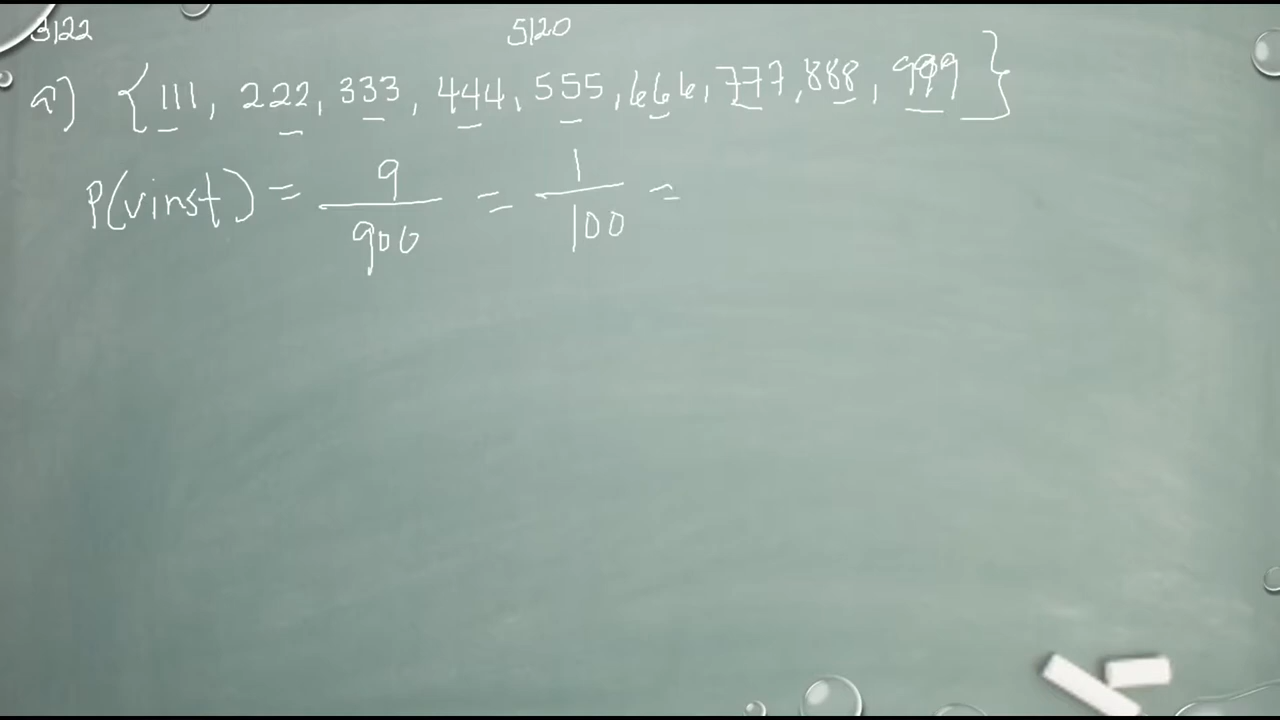 3122 5120
a) {111, 222, 333, 444, 555, 666, 777, 888, 999}
P(vinst) = 9/900 = 1/100 =